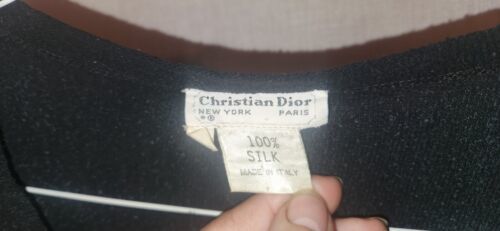 Christian Dior
NEW YORK PARIS
®
100%
SILK
MADE IN ITALY